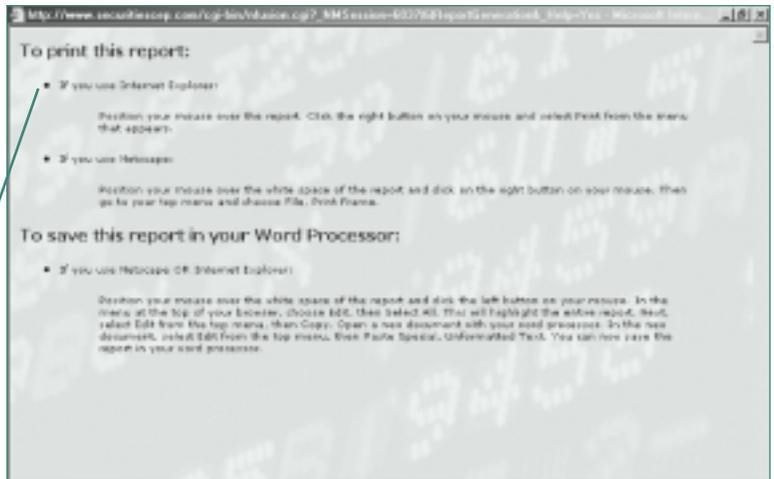 http://www.securitiescorp.com/cgi-bin/nfusion.cgi?_NMSession= Help=Yes - Microsoft
To print this report:
If you use Internet Explorer:
Position your mouse over the report. Click the right button on your mouse and select Print from the menu
that appears.
If you use Netscape:
Position your mouse over the white space of the report and click on the right button on your mouse. Then
go to your top menu and choose File, Print Frame.
To save this report in your Word Processor:
If you use Netscape OR Internet Explorer:
Position your mouse over the white space of the report and click the left button on your mouse. In the
menu at the top of your browser, choose Edit, then Select All. This will highlight the entire report. Next,
select Edit from the top menu, then Copy. Open a new document with your word processor. In the new
document, select Edit from the top menu, then Paste Special, Unformatted Text. You can now save the
report in your word processor.